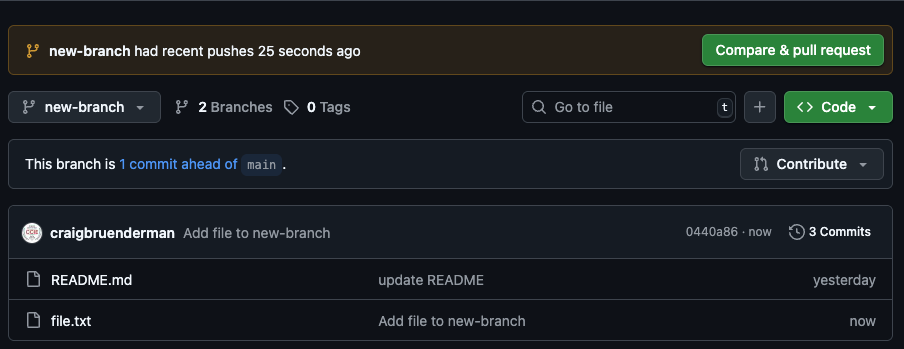 new-branch had recent pushes 25 seconds ago Compare & pull request
new-branch 2 Branches 0 Tags Go to file t Code
This branch is 1 commit ahead of main . Contribute
craigbruenderman Add file to new-branch 0440a86 · now 3 Commits
README.md update README yesterday
file.txt Add file to new-branch now